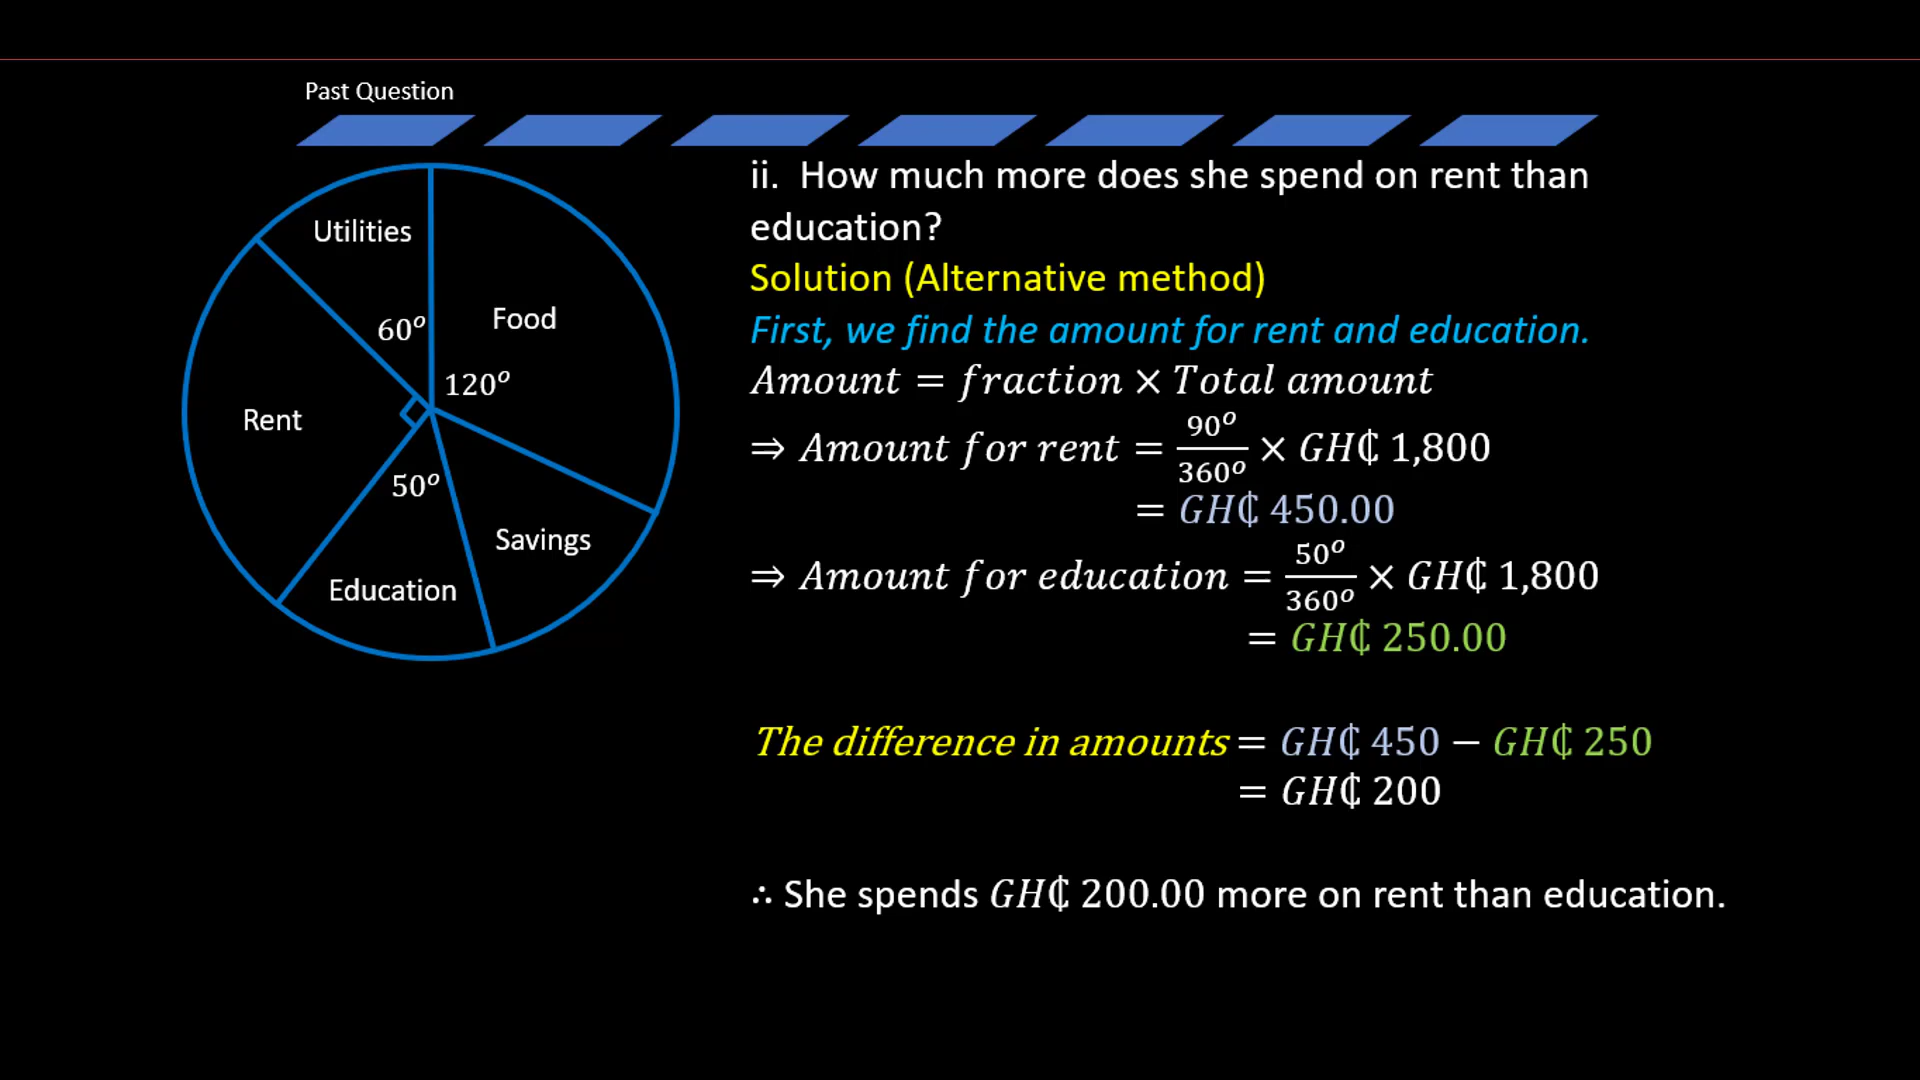 Past Question
ii. How much more does she spend on rent than
education?
Solution (Alternative method)
First, we find the amount for rent and education.
Amount = fraction × Total amount
⇒ Amount for rent = 90°/360° × GH₵ 1,800
= GH₵ 450.00
⇒ Amount for education = 50°/360° × GH₵ 1,800
= GH₵ 250.00
The difference in amounts = GH₵ 450 − GH₵ 250
= GH₵ 200
∴ She spends GH₵ 200.00 more on rent than education.
Utilities
60°
Food
120°
Rent
50°
Savings
Education